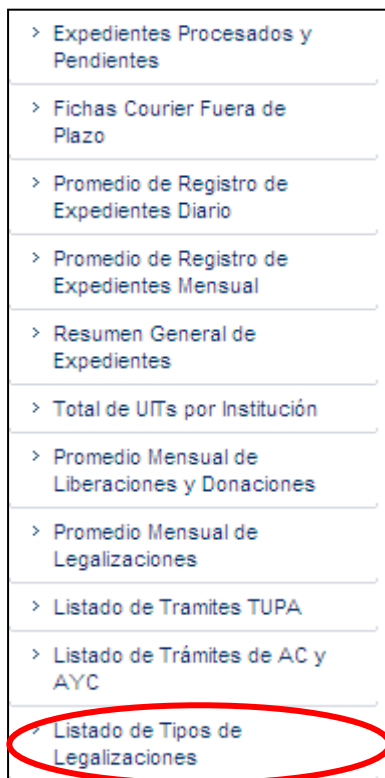 > Expedientes Procesados y
Pendientes
> Fichas Courier Fuera de
Plazo
> Promedio de Registro de
Expedientes Diario
> Promedio de Registro de
Expedientes Mensual
> Resumen General de
Expedientes
> Total de UITs por Institución
> Promedio Mensual de
Liberaciones y Donaciones
> Promedio Mensual de
Legalizaciones
> Listado de Tramites TUPA
> Listado de Trámites de AC y
AYC
> Listado de Tipos de
Legalizaciones